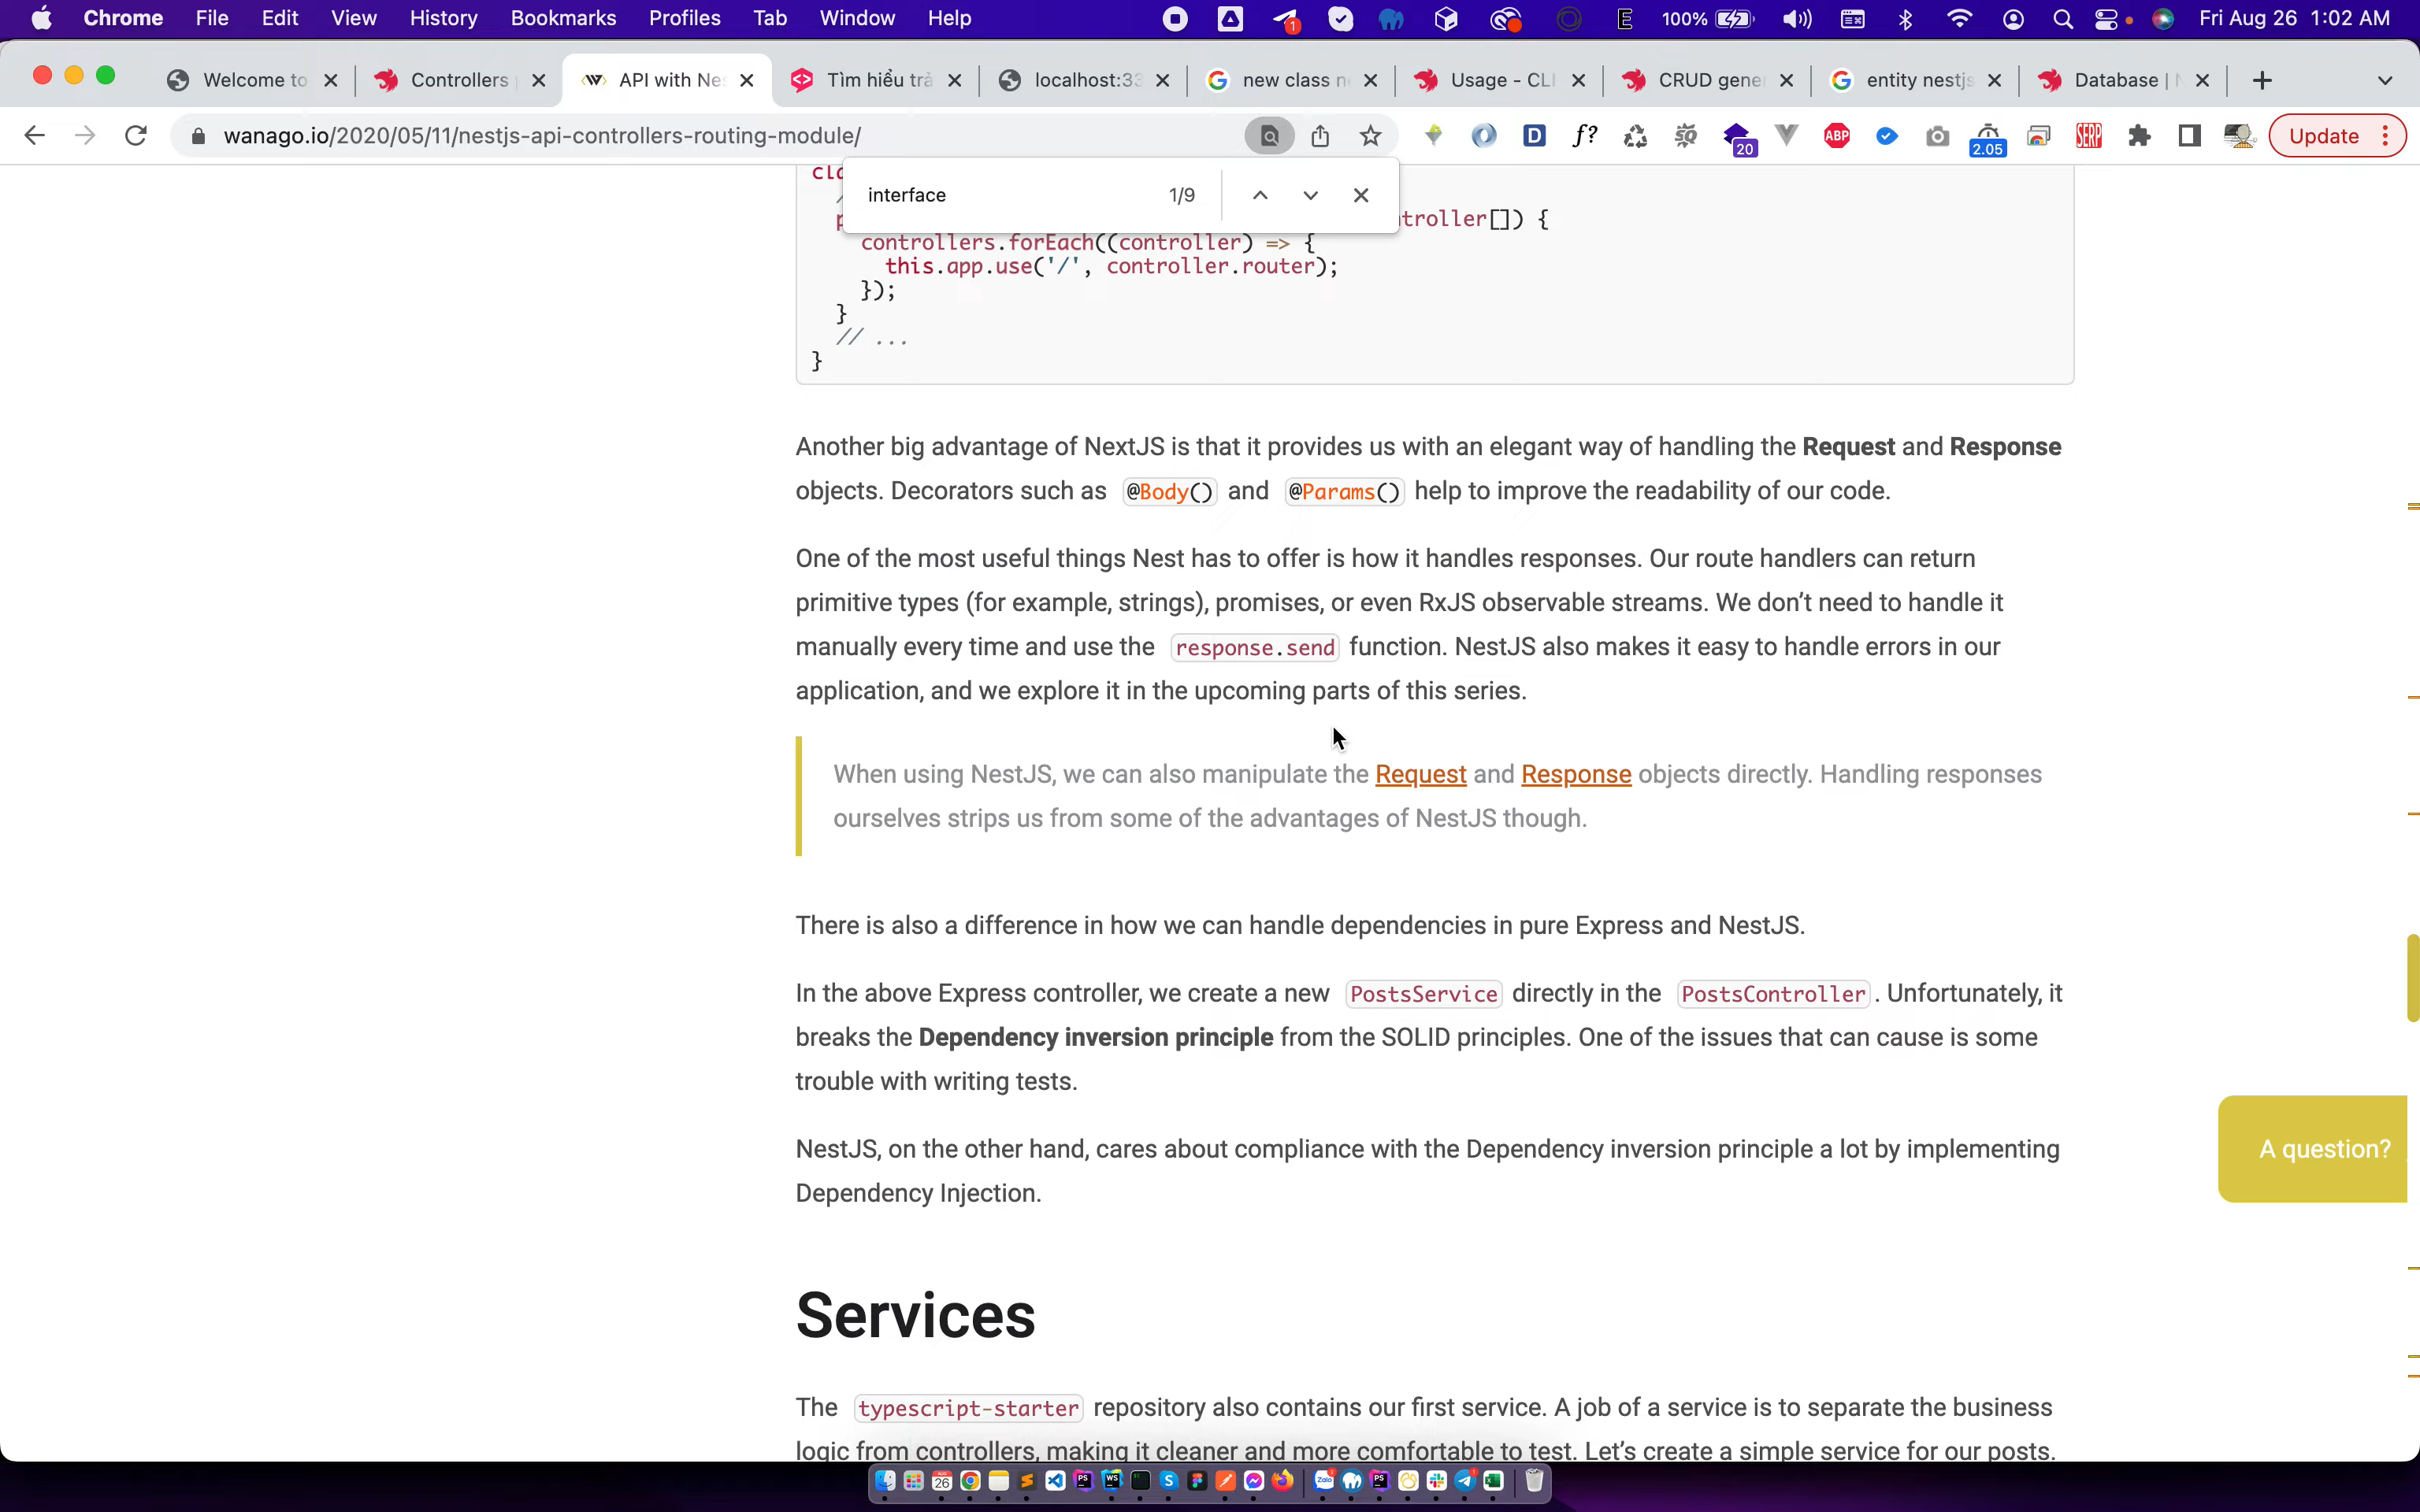 Chrome File Edit View History Bookmarks Profiles Tab Window Help 1 E 100% Fri Aug 26 1:02 AM
Welcome to Controllers API with Nes Tìm hiểu trả localhost:33 new class n Usage - CLI CRUD gene entity nestjs Database | N
wanago.io/2020/05/11/nestjs-api-controllers-routing-module/ D f? 20 ABP 2.05 SERP Update
interface 1/9
troller[]) {
controllers.forEach((controller) => {
this.app.use('/', controller.router);
});
}
// ...
}
Another big advantage of NextJS is that it provides us with an elegant way of handling the Request and Response
objects. Decorators such as @Body() and @Params() help to improve the readability of our code.
One of the most useful things Nest has to offer is how it handles responses. Our route handlers can return
primitive types (for example, strings), promises, or even RxJS observable streams. We don’t need to handle it
manually every time and use the response.send function. NestJS also makes it easy to handle errors in our
application, and we explore it in the upcoming parts of this series.
When using NestJS, we can also manipulate the Request and Response objects directly. Handling responses
ourselves strips us from some of the advantages of NestJS though.
There is also a difference in how we can handle dependencies in pure Express and NestJS.
In the above Express controller, we create a new PostsService directly in the PostsController. Unfortunately, it
breaks the Dependency inversion principle from the SOLID principles. One of the issues that can cause is some
trouble with writing tests.
A question?
NestJS, on the other hand, cares about compliance with the Dependency inversion principle a lot by implementing
Dependency Injection.
Services
The typescript-starter repository also contains our first service. A job of a service is to separate the business
logic from controllers, making it cleaner and more comfortable to test. Let’s create a simple service for our posts.